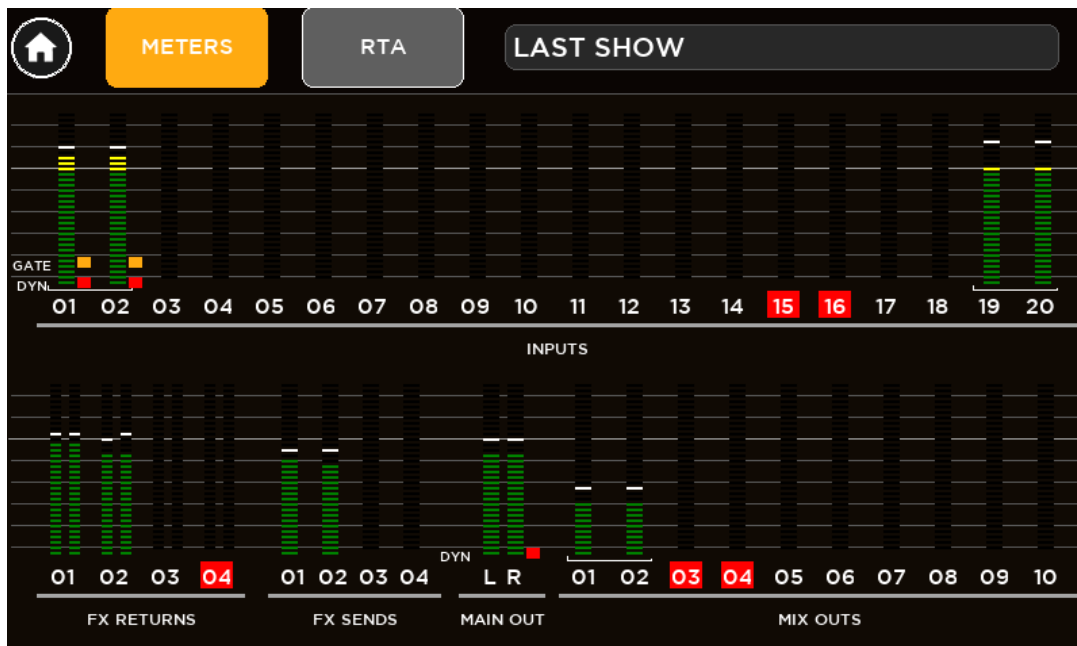 METERS RTA LAST SHOW
GATE
DYN
01 02 03 04 05 06 07 08 09 10 11 12 13 14 15 16 17 18 19 20
INPUTS
DYN
01 02 03 04 01 02 03 04 L R 01 02 03 04 05 06 07 08 09 10
FX RETURNS FX SENDS MAIN OUT MIX OUTS